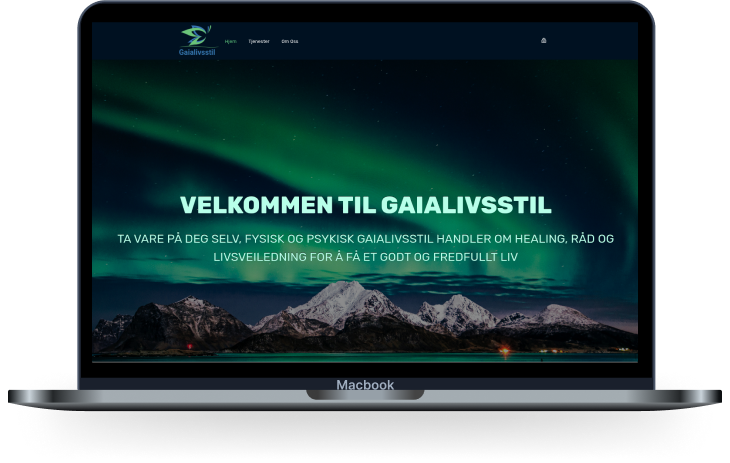 Gaialivsstil
Hjem Tjenester Om Oss
VELKOMMEN TIL GAIALIVSSTIL
TA VARE PÅ DEG SELV, FYSISK OG PSYKISK GAIALIVSSTIL HANDLER OM HEALING, RÅD OG
LIVSVEILEDNING FOR Å FÅ ET GODT OG FREDFULLT LIV
Macbook